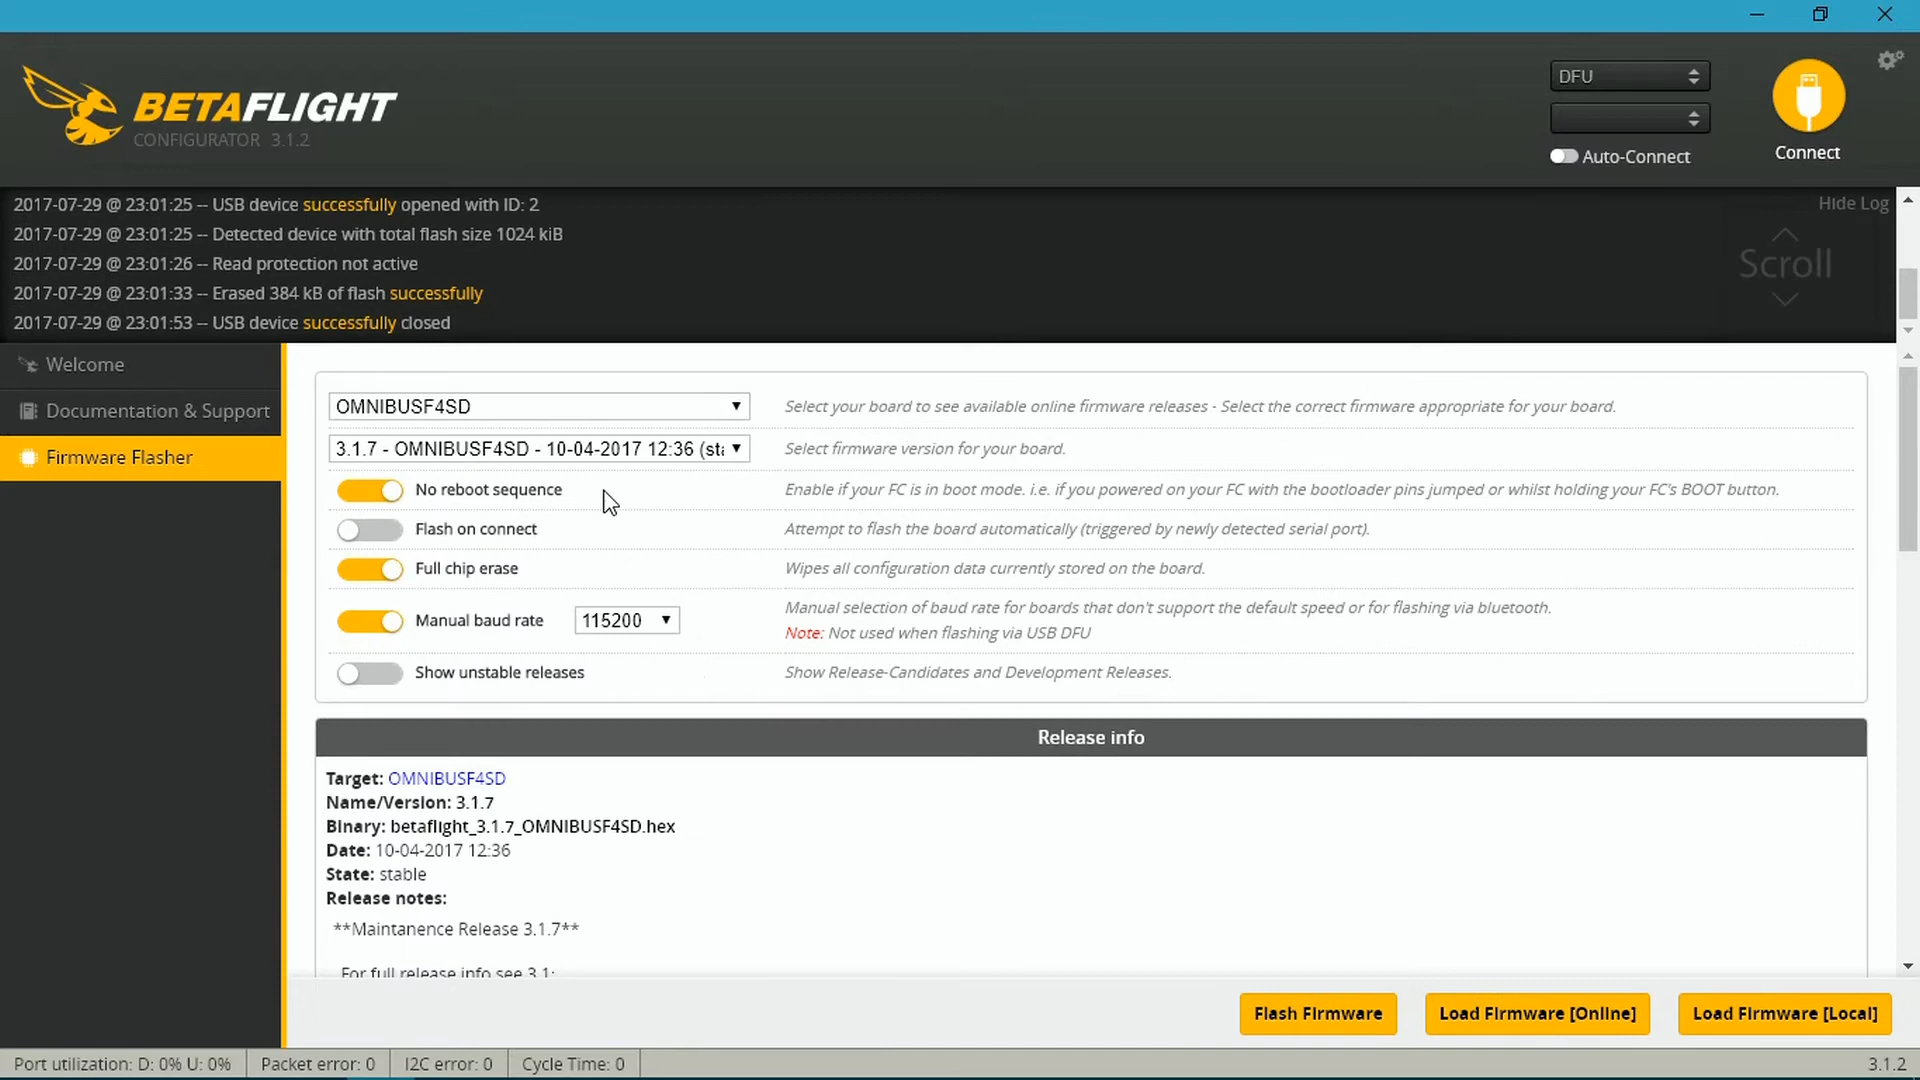 BETAFLIGHT
CONFIGURATOR 3.1.2
DFU
Auto-Connect
Connect
2017-07-29 @ 23:01:25 -- USB device successfully opened with ID: 2
2017-07-29 @ 23:01:25 -- Detected device with total flash size 1024 kiB
2017-07-29 @ 23:01:26 -- Read protection not active
2017-07-29 @ 23:01:33 -- Erased 384 kB of flash successfully
2017-07-29 @ 23:01:53 -- USB device successfully closed
Hide Log
Scroll
Welcome
Documentation & Support
Firmware Flasher
OMNIBUSF4SD
Select your board to see available online firmware releases - Select the correct firmware appropriate for your board.
3.1.7 - OMNIBUSF4SD - 10-04-2017 12:36 (sta
Select firmware version for your board.
No reboot sequence
Enable if your FC is in boot mode. i.e. if you powered on your FC with the bootloader pins jumped or whilst holding your FC's BOOT button.
Flash on connect
Attempt to flash the board automatically (triggered by newly detected serial port).
Full chip erase
Wipes all configuration data currently stored on the board.
Manual baud rate
115200
Manual selection of baud rate for boards that don't support the default speed or for flashing via bluetooth.
Note: Not used when flashing via USB DFU
Show unstable releases
Show Release-Candidates and Development Releases.
Release info
Target: OMNIBUSF4SD
Name/Version: 3.1.7
Binary: betaflight_3.1.7_OMNIBUSF4SD.hex
Date: 10-04-2017 12:36
State: stable
Release notes:
**Maintanence Release 3.1.7**
For full release info see 3.1:
Flash Firmware
Load Firmware [Online]
Load Firmware [Local]
Port utilization: D: 0% U: 0%
Packet error: 0
I2C error: 0
Cycle Time: 0
3.1.2